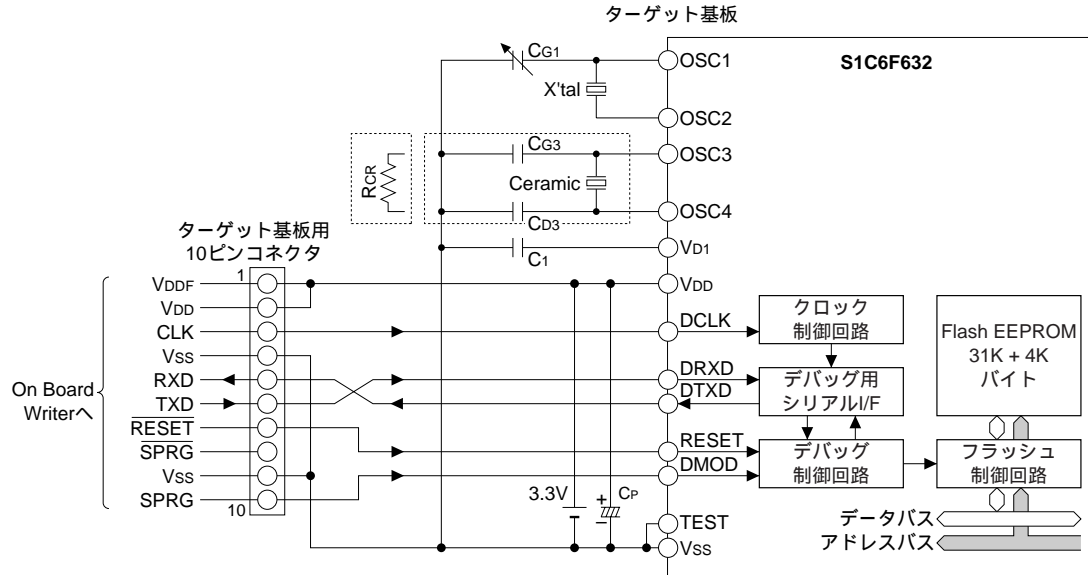 ターゲット基板
S1C6F632
CG1
OSC1
X'tal
OSC2
RCR
CG3
OSC3
Ceramic
CD3
OSC4
C1
VD1
ターゲット基板用
10ピンコネクタ
On Board
Writerへ
1
VDDF
VDD
CLK
VSS
RXD
TXD
RESET
SPRG
VSS
SPRG
10
3.3V
+
–
CP
VDD
DCLK
DRXD
DTXD
RESET
DMOD
TEST
VSS
クロック
制御回路
デバッグ用
シリアルI/F
デバッグ
制御回路
Flash EEPROM
31K + 4K
バイト
フラッシュ
制御回路
データバス
アドレスバス